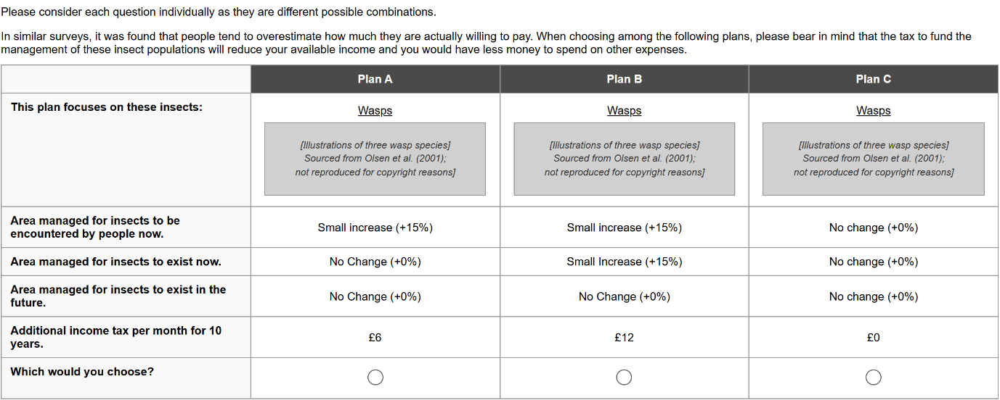 Please consider each question individually as they are different possible combinations.
In similar surveys, it was found that people tend to overestimate how much they are actually willing to pay. When choosing among the following plans, please bear in mind that the tax to fund the
management of these insect populations will reduce your available income and you would have less money to spend on other expenses.
Plan A Plan B Plan C
This plan focuses on these insects: Wasps Wasps Wasps
[Illustrations of three wasp species] [Illustrations of three wasp species] [Illustrations of three wasp species]
Sourced from Olsen et al. (2001); Sourced from Olsen et al. (2001); Sourced from Olsen et al. (2001);
not reproduced for copyright reasons] not reproduced for copyright reasons] not reproduced for copyright reasons]
Area managed for insects to be
encountered by people now. Small increase (+15%) Small increase (+15%) No change (+0%)
Area managed for insects to exist now. No Change (+0%) Small Increase (+15%) No change (+0%)
Area managed for insects to exist in the
future. No Change (+0%) No Change (+0%) No change (+0%)
Additional income tax per month for 10
years. £6 £12 £0
Which would you choose?